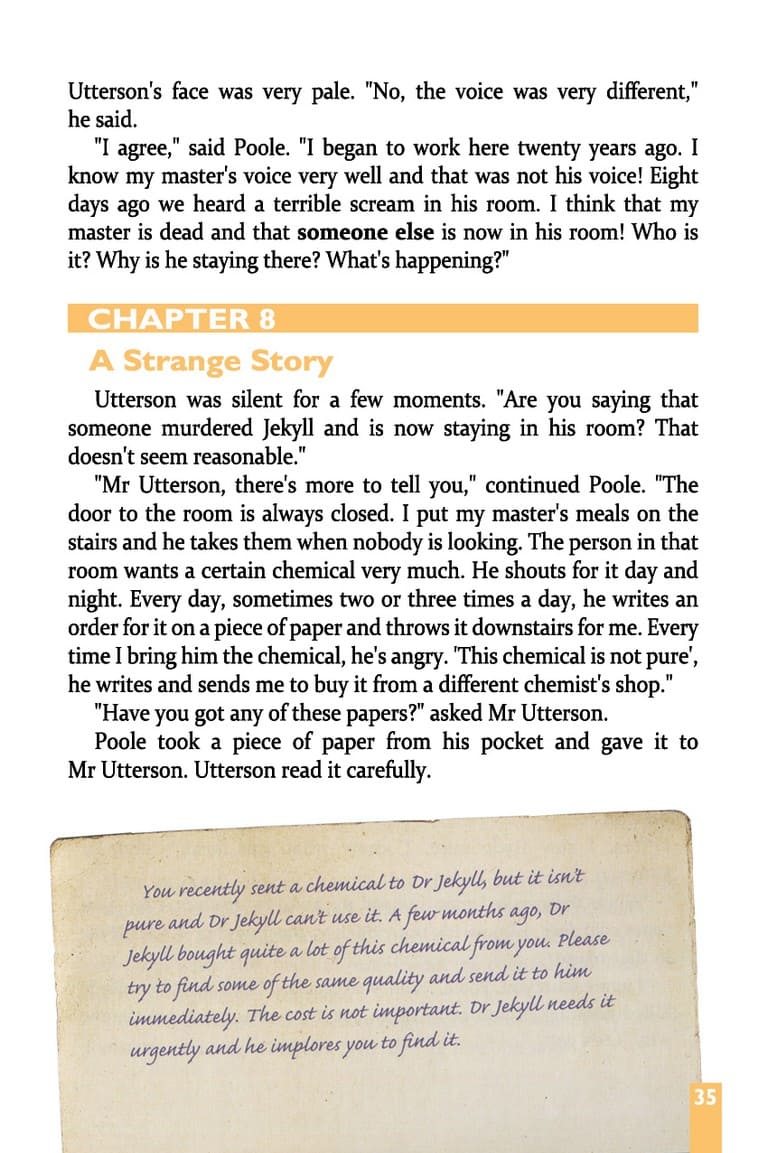 Utterson's face was very pale. "No, the voice was very different,"
he said.
"I agree," said Poole. "I began to work here twenty years ago. I
know my master's voice very well and that was not his voice! Eight
days ago we heard a terrible scream in his room. I think that my
master is dead and that someone else is now in his room! Who is
it? Why is he staying there? What's happening?"
CHAPTER 8
A Strange Story
Utterson was silent for a few moments. "Are you saying that
someone murdered Jekyll and is now staying in his room? That
doesn't seem reasonable."
"Mr Utterson, there's more to tell you," continued Poole. "The
door to the room is always closed. I put my master's meals on the
stairs and he takes them when nobody is looking. The person in that
room wants a certain chemical very much. He shouts for it day and
night. Every day, sometimes two or three times a day, he writes an
order for it on a piece of paper and throws it downstairs for me. Every
time I bring him the chemical, he's angry. 'This chemical is not pure',
he writes and sends me to buy it from a different chemist's shop."
"Have you got any of these papers?" asked Mr Utterson.
Poole took a piece of paper from his pocket and gave it to
Mr Utterson. Utterson read it carefully.
You recently sent a chemical to Dr Jekyll, but it isn't
pure and Dr Jekyll can't use it. A few months ago, Dr
Jekyll bought quite a lot of this chemical from you. Please
try to find some of the same quality and send it to him
immediately. The cost is not important. Dr Jekyll needs it
urgently and he implores you to find it.
35